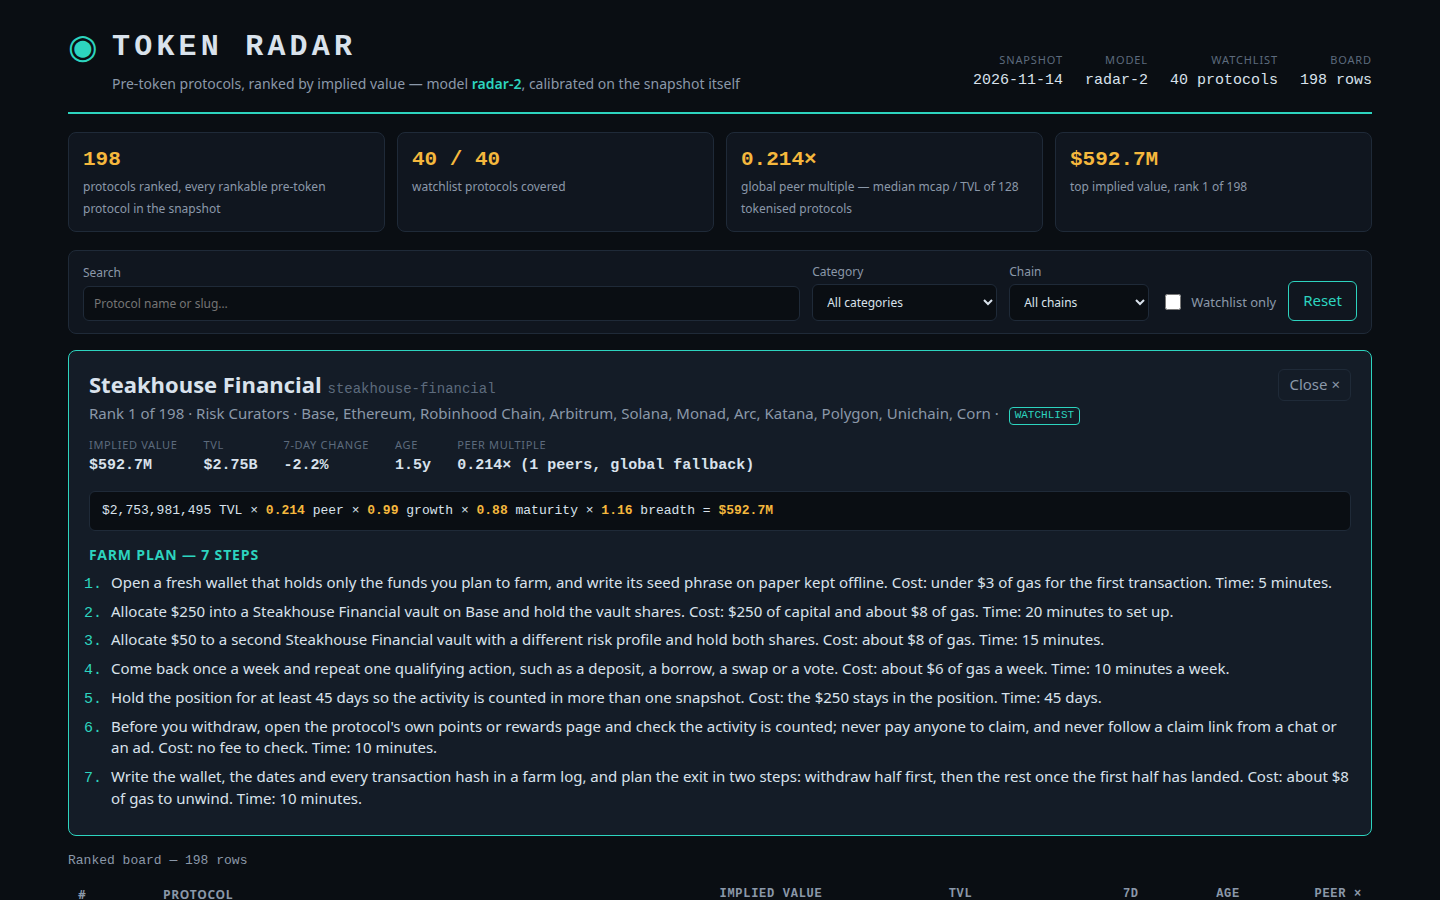 TOKEN RADAR
Pre-token protocols, ranked by implied value — model radar-2, calibrated on the snapshot itself
SNAPSHOT
2026-11-14
MODEL
radar-2
WATCHLIST
40 protocols
BOARD
198 rows
198
protocols ranked, every rankable pre-token
protocol in the snapshot
40 / 40
watchlist protocols covered
0.214×
global peer multiple — median mcap / TVL of 128
tokenised protocols
$592.7M
top implied value, rank 1 of 198
Search
Protocol name or slug...
Category
All categories
Chain
All chains
Watchlist only
Reset
Steakhouse Financial steakhouse-financial
Close ×
Rank 1 of 198 · Risk Curators · Base, Ethereum, Robinhood Chain, Arbitrum, Solana, Monad, Arc, Katana, Polygon, Unichain, Corn · WATCHLIST
IMPLIED VALUE
$592.7M
TVL
$2.75B
7-DAY CHANGE
-2.2%
AGE
1.5y
PEER MULTIPLE
0.214× (1 peers, global fallback)
$2,753,981,495 TVL × 0.214 peer × 0.99 growth × 0.88 maturity × 1.16 breadth = $592.7M
FARM PLAN — 7 STEPS
1. Open a fresh wallet that holds only the funds you plan to farm, and write its seed phrase on paper kept offline. Cost: under $3 of gas for the first transaction. Time: 5 minutes.
2. Allocate $250 into a Steakhouse Financial vault on Base and hold the vault shares. Cost: $250 of capital and about $8 of gas. Time: 20 minutes to set up.
3. Allocate $50 to a second Steakhouse Financial vault with a different risk profile and hold both shares. Cost: about $8 of gas. Time: 15 minutes.
4. Come back once a week and repeat one qualifying action, such as a deposit, a borrow, a swap or a vote. Cost: about $6 of gas a week. Time: 10 minutes a week.
5. Hold the position for at least 45 days so the activity is counted in more than one snapshot. Cost: the $250 stays in the position. Time: 45 days.
6. Before you withdraw, open the protocol's own points or rewards page and check the activity is counted; never pay anyone to claim, and never follow a claim link from a chat or
an ad. Cost: no fee to check. Time: 10 minutes.
7. Write the wallet, the dates and every transaction hash in a farm log, and plan the exit in two steps: withdraw half first, then the rest once the first half has landed. Cost: about $8
of gas to unwind. Time: 10 minutes.
Ranked board — 198 rows
# PROTOCOL IMPLIED VALUE TVL 7D AGE PEER ×